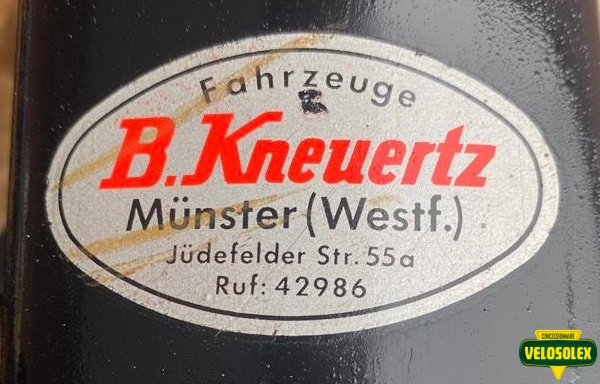 Fahrzeuge
B. Kneuertz
Münster (Westf.)
Jüdefelder Str. 55a
Ruf: 42986
CONCESSIONNAIRE
VELOSOLEX